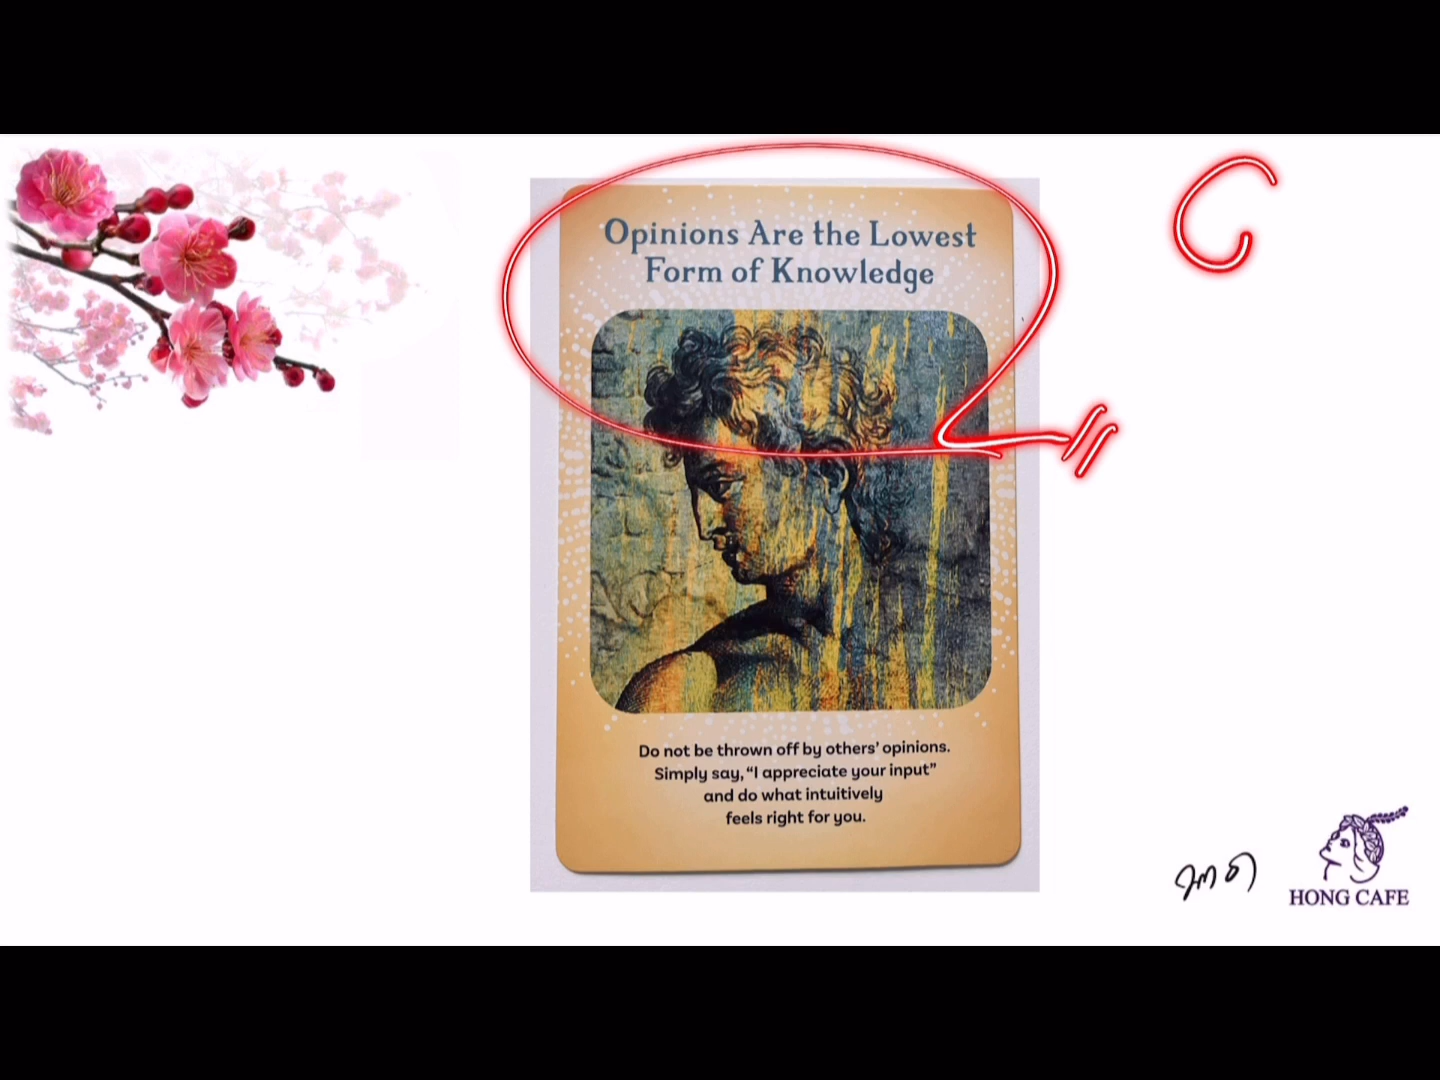 Opinions Are the Lowest
Form of Knowledge
Do not be thrown off by others' opinions.
Simply say, “I appreciate your input”
and do what intuitively
feels right for you.
HONG CAFE